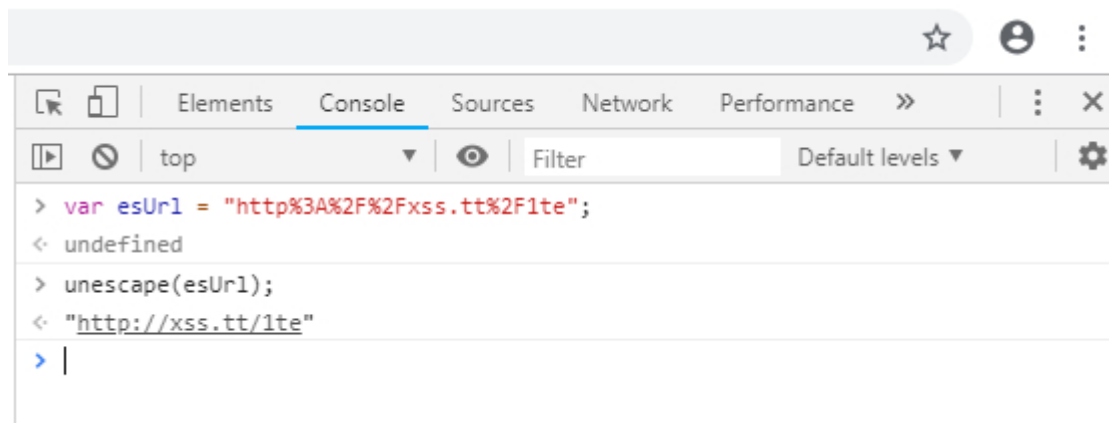 Elements Console Sources Network Performance »
top Filter Default levels
> var esUrl = "http%3A%2F%2Fxss.tt%2F1te";
undefined
> unescape(esUrl);
"http://xss.tt/1te"
>